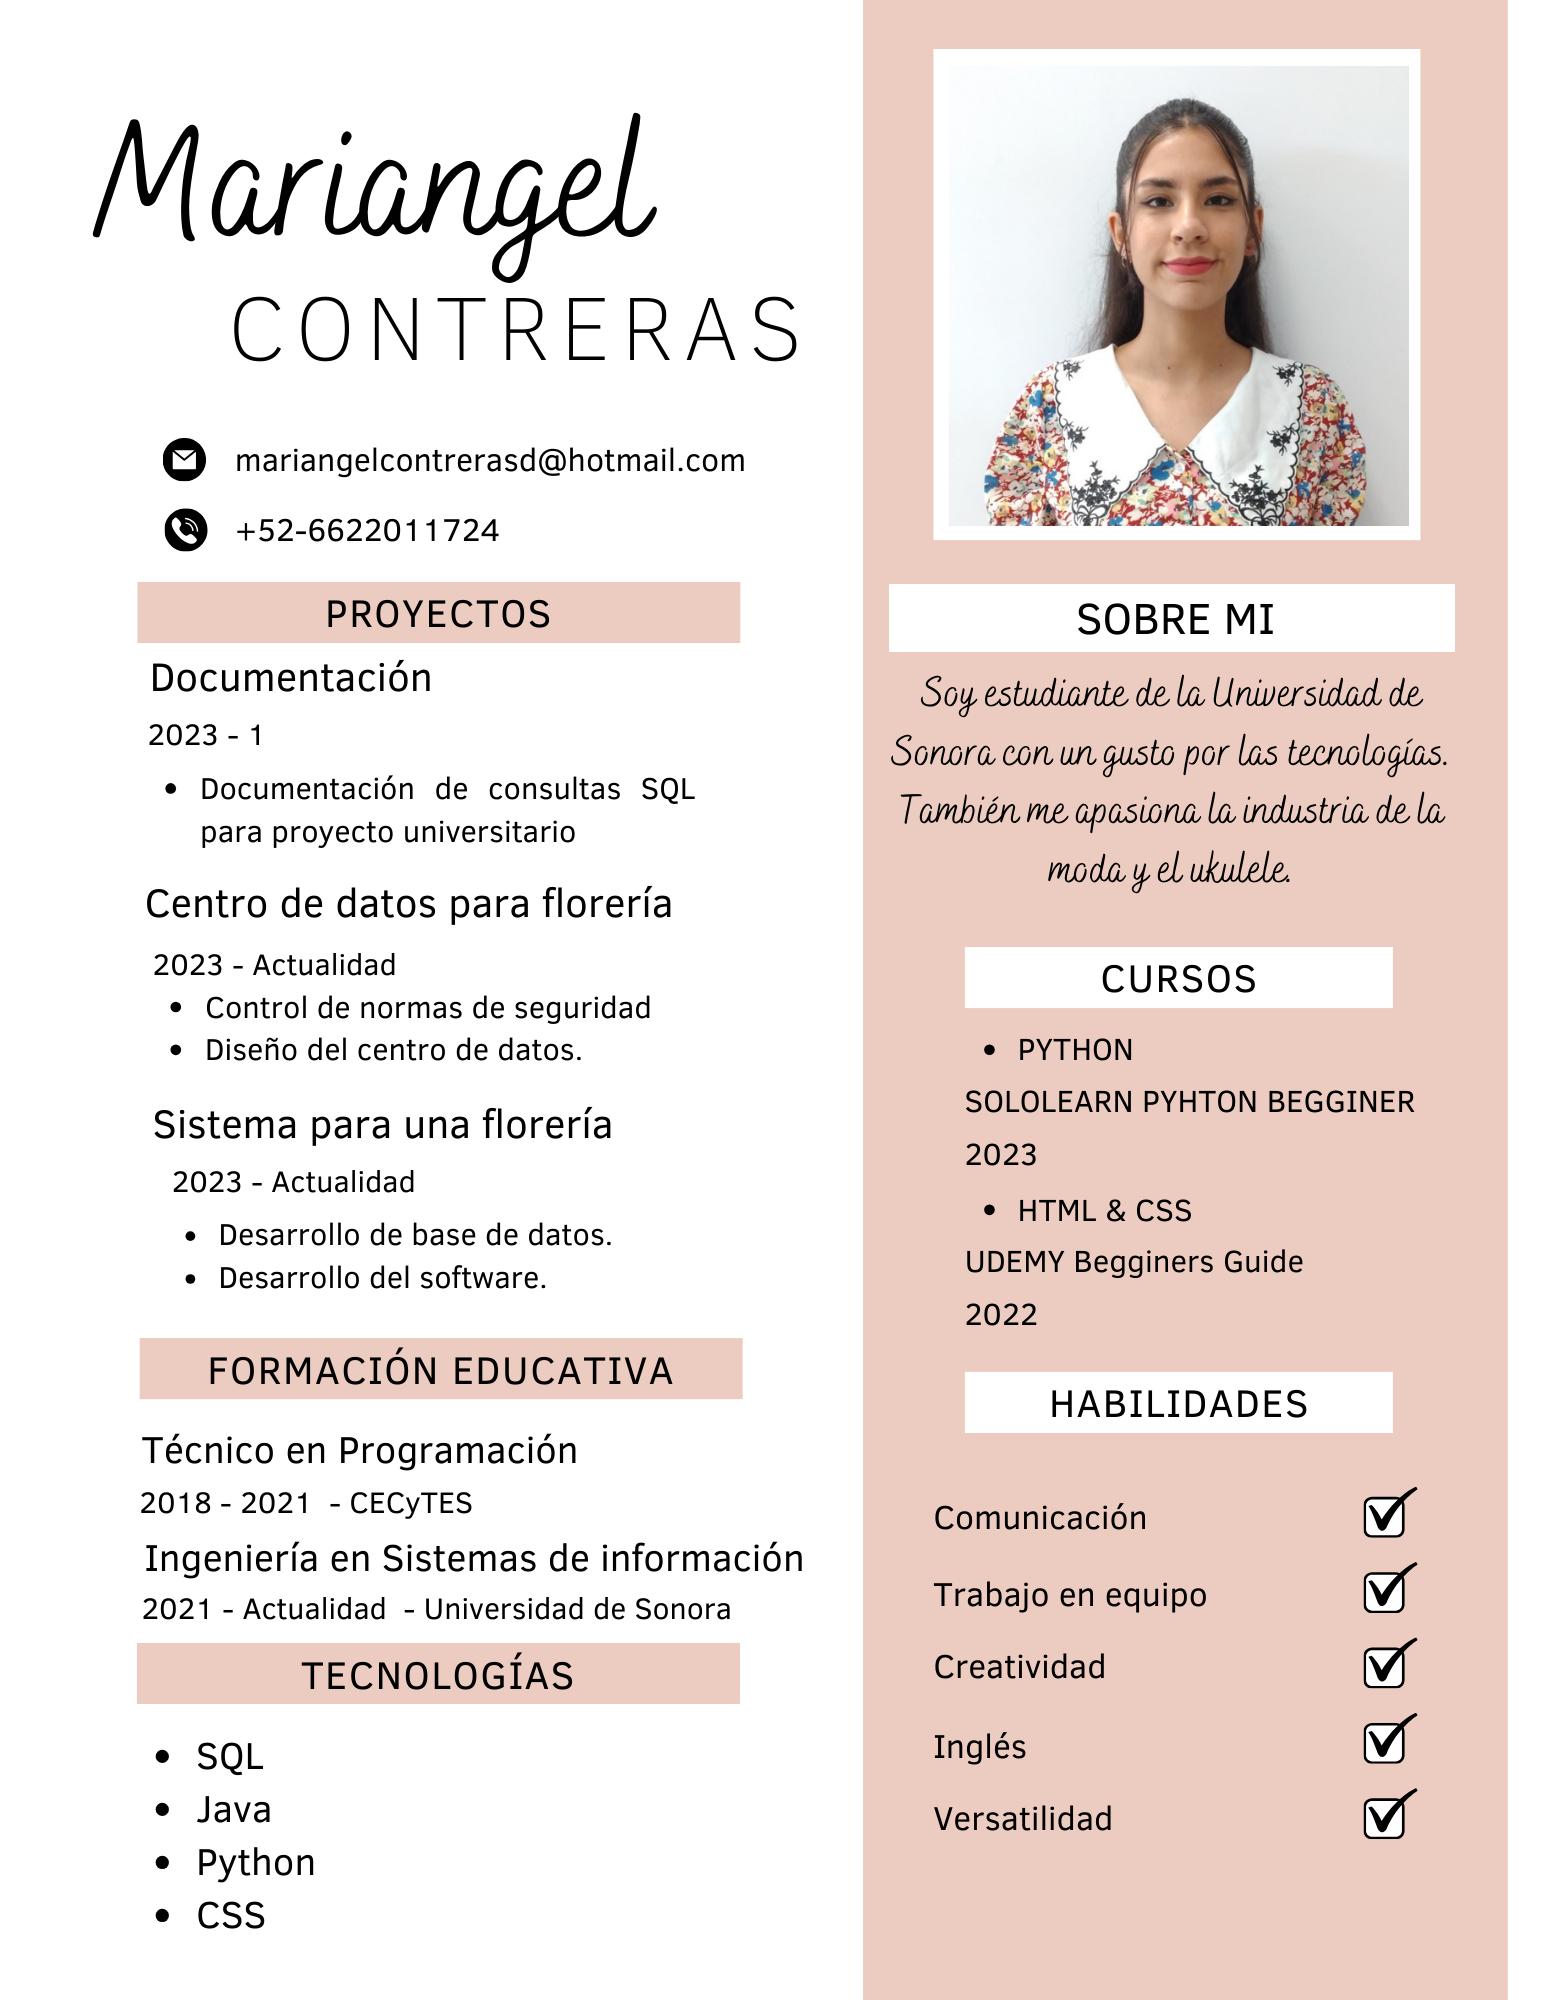 Mariangel
CONTRERAS
mariangelcontrerasd@hotmail.com
+52-6622011724
PROYECTOS
Documentación
2023 - 1
• Documentación de consultas SQL
para proyecto universitario
Centro de datos para florería
2023 - Actualidad
• Control de normas de seguridad
• Diseño del centro de datos.
Sistema para una florería
2023 - Actualidad
• Desarrollo de base de datos.
• Desarrollo del software.
FORMACIÓN EDUCATIVA
Técnico en Programación
2018 - 2021 - CECyTES
Ingeniería en Sistemas de información
2021 - Actualidad - Universidad de Sonora
TECNOLOGÍAS
• SQL
• Java
• Python
• CSS
SOBRE MI
Soy estudiante de la Universidad de
Sonora con un gusto por las tecnologías.
También me apasiona la industria de la
moda y el ukulele.
CURSOS
• PYTHON
SOLOLEARN PYHTON BEGGINER
2023
• HTML & CSS
UDEMY Begginers Guide
2022
HABILIDADES
Comunicación
Trabajo en equipo
Creatividad
Inglés
Versatilidad